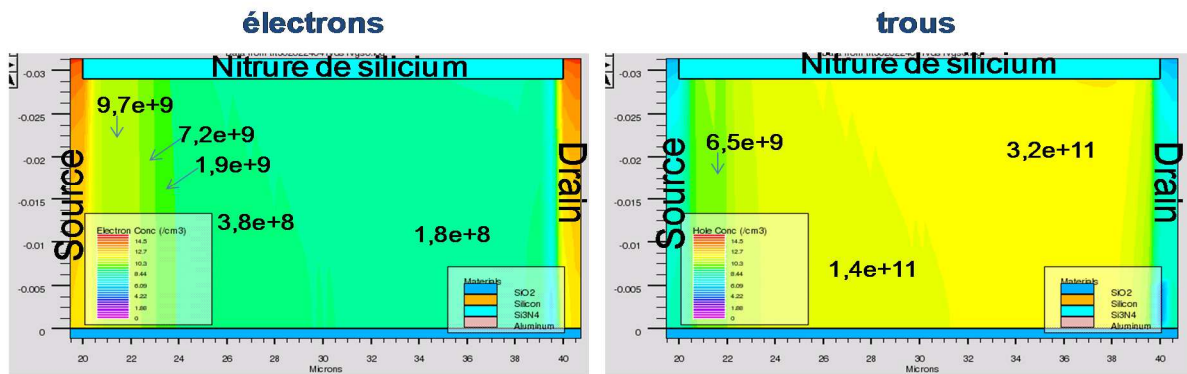 électrons
Nitrure de silicium
-0.03
-0.025
-0.02
-0.015
-0.01
-0.005
0
9,7e+9
7,2e+9
1,9e+9
3,8e+8
1,8e+8
Source
Drain
Electron Conc (/cm3)
14.5
12.7
10.3
8.44
6.09
4.22
1.88
0
Materials
SiO2
Silicon
Si3N4
Aluminum
20
22
24
26
28
30
32
34
36
38
40
Microns
trous
Nitrure de silicium
-0.03
-0.025
-0.02
-0.015
-0.01
-0.005
0
6,5e+9
3,2e+11
1,4e+11
Source
Drain
Hole Conc (/cm3)
14.5
12.7
10.3
8.44
6.09
4.22
1.88
0
Materials
SiO2
Silicon
Si3N4
Aluminum
20
22
24
26
28
30
32
34
36
38
40
Microns